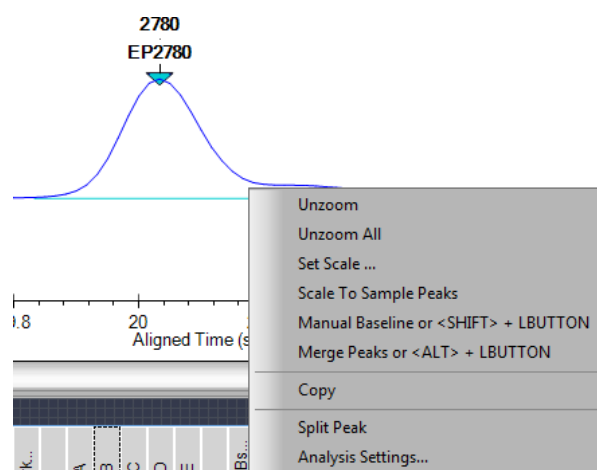 2780
EP2780
Unzoom
Unzoom All
Set Scale ...
Scale To Sample Peaks
Manual Baseline or <SHIFT> + LBUTTON
Merge Peaks or <ALT> + LBUTTON
Copy
Split Peak
Analysis Settings...
20
Aligned Time (s
A
B
C
D
E
Bs...